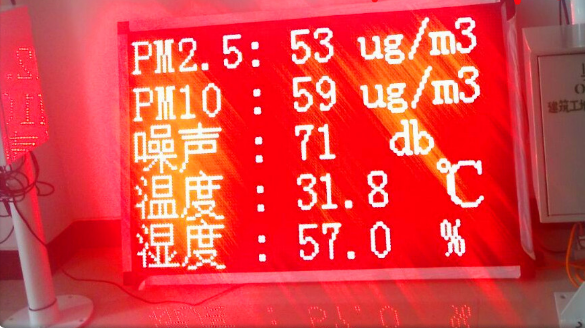 PM2.5: 53 ug/m3
PM10 : 59 ug/m3
噪声 : 71 db
温度 : 31.8 ℃
湿度 : 57.0 %